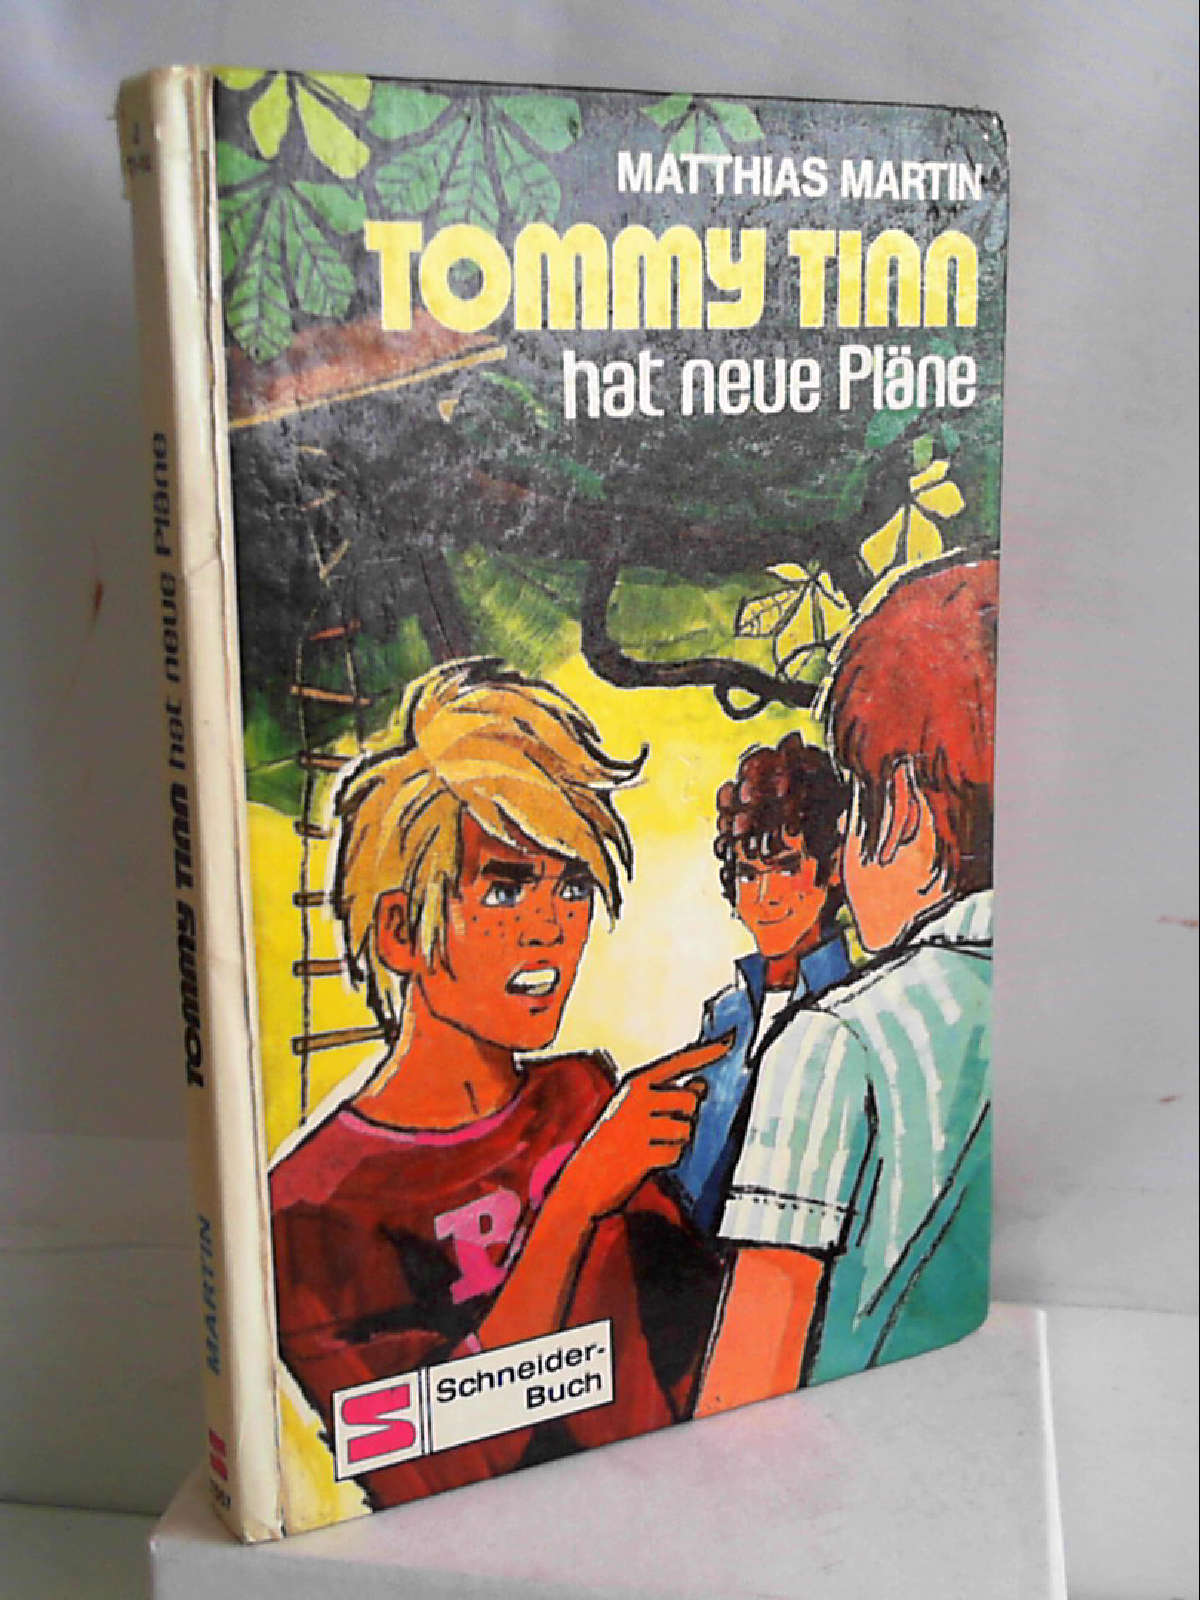 MATTHIAS MARTIN
TOMMY TINN
hat neue Pläne
Schneider-
Buch
TOMMY TINN hat neue Pläne
MARTIN